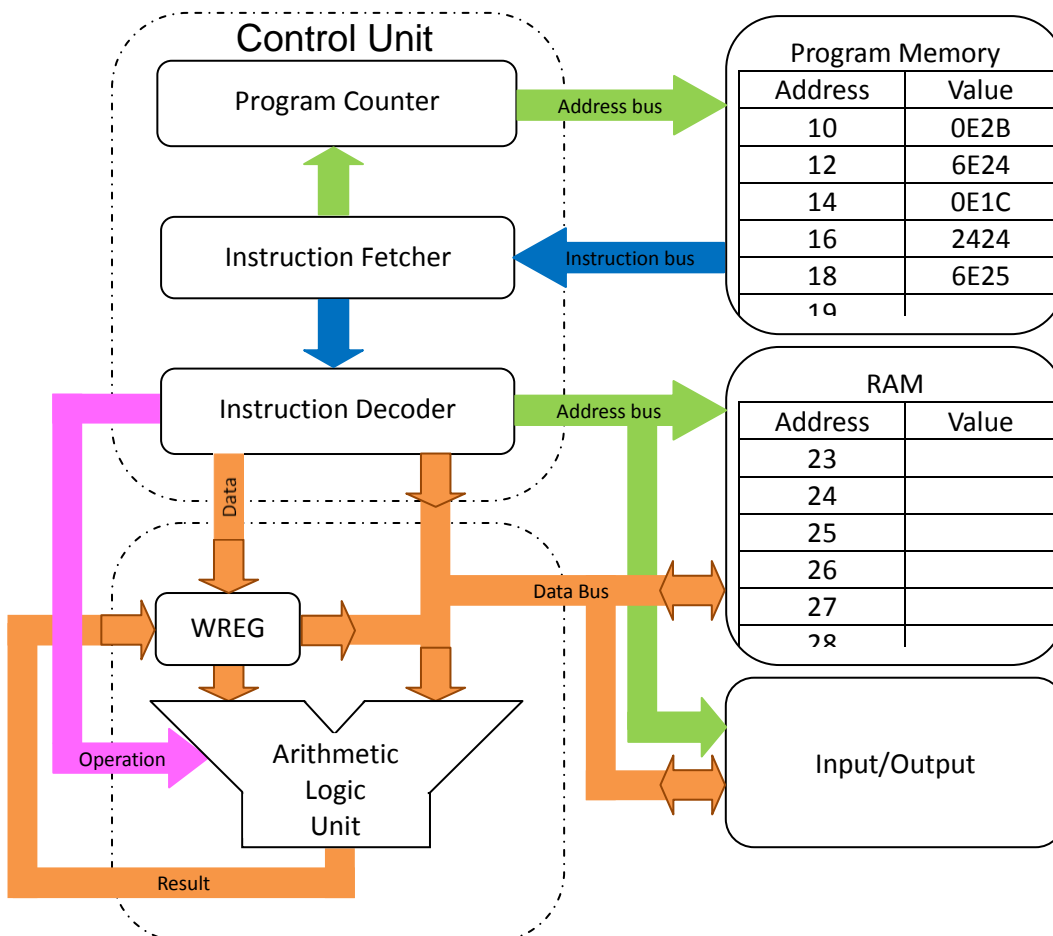 Control Unit
Program Counter
Address bus
Program Memory
Address Value
10 0E2B
12 6E24
14 0E1C
16 2424
18 6E25
19
Instruction Fetcher
Instruction bus
Instruction Decoder
Address bus
RAM
Address Value
23
24
25
26
27
28
Data
Data Bus
WREG
Operation
Arithmetic
Logic
Unit
Input/Output
Result